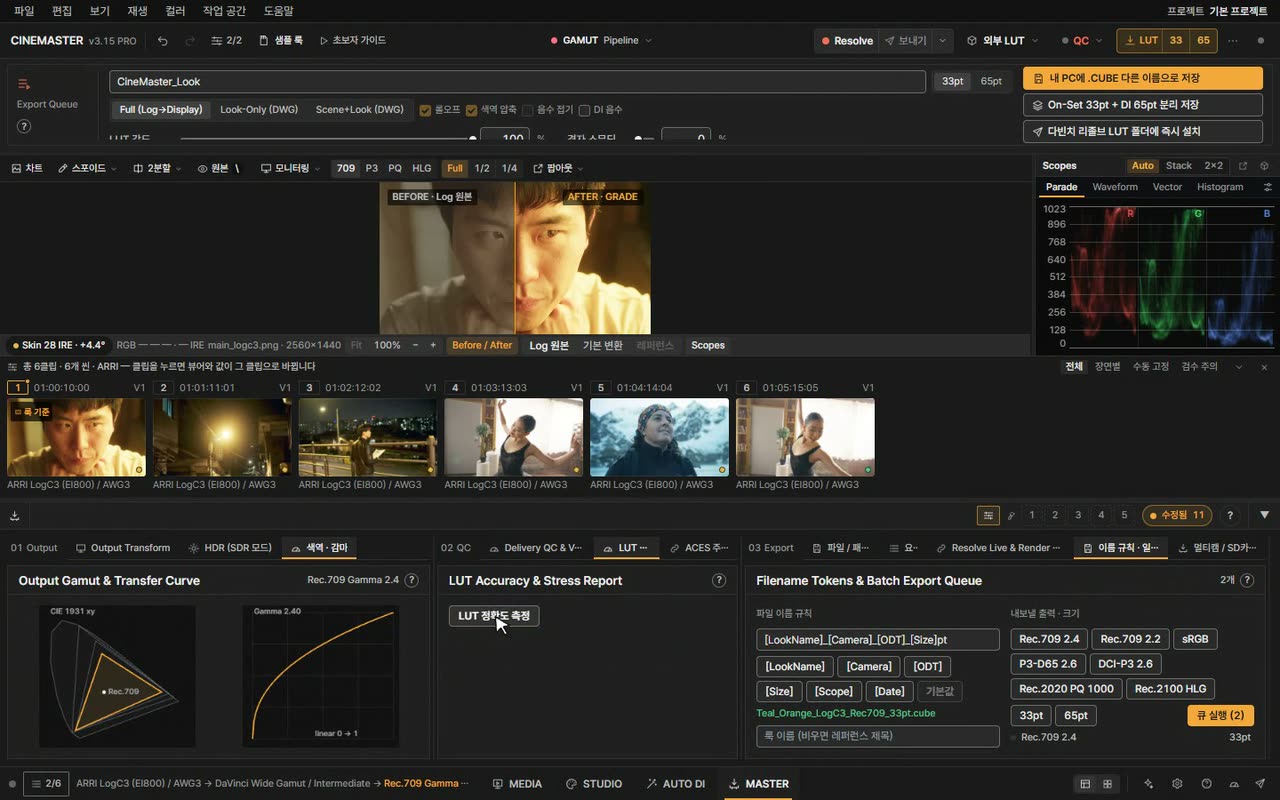 파일 편집 보기 재생 컬러 작업 공간 도움말 프로젝트 기본 프로젝트
CINEMASTER v3.15 PRO 2/2 샘플 룩 초보자 가이드 GAMUT Pipeline Resolve 보내기 외부 LUT QC LUT 33 65
CineMaster_Look 33pt 65pt 내 PC에 .CUBE 다른 이름으로 저장
Export Queue Full (Log→Display) Look-Only (DWG) Scene+Look (DWG) 롤오프 색역 압축 음수 접기 DI 음수 On-Set 33pt + DI 65pt 분리 저장
? LUT 강도 100 % 격자 스무딩 0 % 다빈치 리졸브 LUT 폴더에 즉시 설치
차트 스포이드 2분할 원본 \ 모니터링 709 P3 PQ HLG Full 1/2 1/4 팝아웃 Scopes Auto Stack 2×2
Parade Waveform Vector Histogram
BEFORE · Log 원본 AFTER · GRADE
R G B
1023
896
768
640
512
384
256
128
0
Skin 28 IRE · +4.4° RGB — — — · — IRE main_logc3.png · 2560×1440 Fit 100% − + Before / After Log 원본 기본 변환 레퍼런스 Scopes
총 6클립 · 6개 씬 · ARRI — 클립을 누르면 뷰어와 값이 그 클립으로 바뀝니다 전체 장면별 수동 고정 검수 주의
1 01:00:10:00 V1 2 01:01:11:01 V1 3 01:02:12:02 V1 4 01:03:13:03 V1 5 01:04:14:04 V1 6 01:05:15:05 V1
룩 기준
ARRI LogC3 (EI800) / AWG3 ARRI LogC3 (EI800) / AWG3 ARRI LogC3 (EI800) / AWG3 ARRI LogC3 (EI800) / AWG3 ARRI LogC3 (EI800) / AWG3 ARRI LogC3 (EI800) / AWG3
1 2 3 4 5 수정됨 11 ?
01 Output Output Transform HDR (SDR 모드) 색역 · 감마 02 QC Delivery QC & V··· LUT ··· ACES 주··· 03 Export 파일 / 패··· 요·· Resolve Live & Render ··· 이름 규칙 · 일··· 멀티캠 / SD카···
Output Gamut & Transfer Curve Rec.709 Gamma 2.4 ? LUT Accuracy & Stress Report ? Filename Tokens & Batch Export Queue 2개 ?
CIE 1931 xy Gamma 2.40 LUT 정확도 측정 파일 이름 규칙 내보낼 출력 · 크기
[LookName]_[Camera]_[ODT]_[Size]pt Rec.709 2.4 Rec.709 2.2 sRGB
[LookName] [Camera] [ODT] P3-D65 2.6 DCI-P3 2.6
Rec.709 [Size] [Scope] [Date] 기본값 Rec.2020 PQ 1000 Rec.2100 HLG
Teal_Orange_LogC3_Rec709_33pt.cube 33pt 65pt 큐 실행 (2)
linear 0 → 1 룩 이름 (비우면 레퍼런스 제목) Rec.709 2.4 33pt
2/6 ARRI LogC3 (EI800) / AWG3 → DaVinci Wide Gamut / Intermediate → Rec.709 Gamma ··· MEDIA STUDIO AUTO DI MASTER